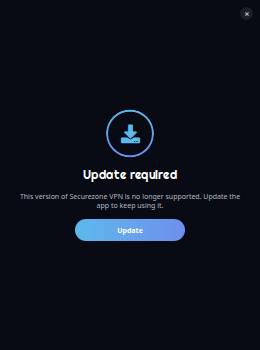 Update required
This version of Securezone VPN is no longer supported. Update the
app to keep using it.
Update